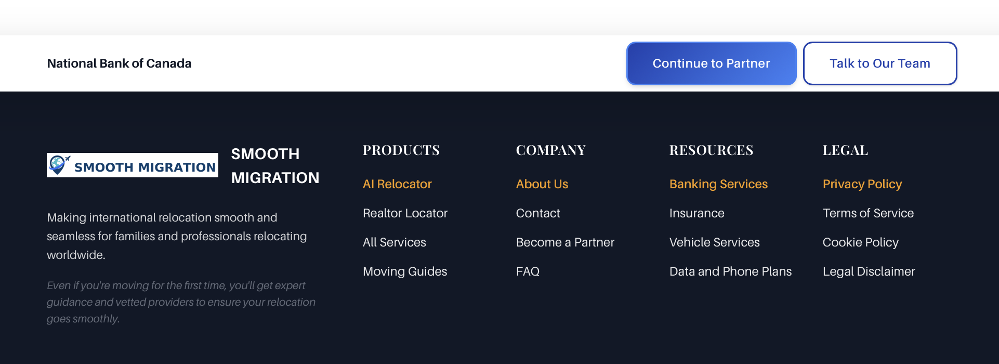 National Bank of Canada
Continue to Partner
Talk to Our Team
SMOOTH MIGRATION
SMOOTH
MIGRATION
Making international relocation smooth and
seamless for families and professionals relocating
worldwide.
Even if you're moving for the first time, you'll get expert
guidance and vetted providers to ensure your relocation
goes smoothly.
PRODUCTS
AI Relocator
Realtor Locator
All Services
Moving Guides
COMPANY
About Us
Contact
Become a Partner
FAQ
RESOURCES
Banking Services
Insurance
Vehicle Services
Data and Phone Plans
LEGAL
Privacy Policy
Terms of Service
Cookie Policy
Legal Disclaimer